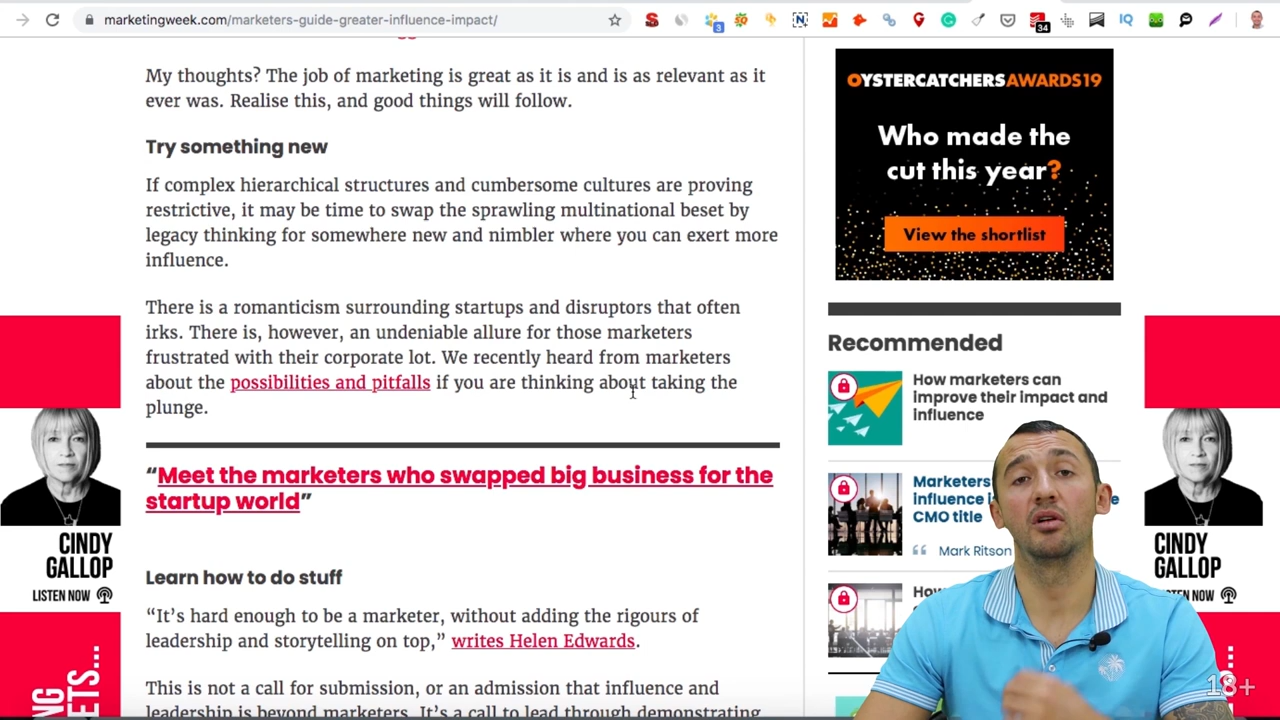 marketingweek.com/marketers-guide-greater-influence-impact/
3
34
My thoughts? The job of marketing is great as it is and is as relevant as it
ever was. Realise this, and good things will follow.
Try something new
If complex hierarchical structures and cumbersome cultures are proving
restrictive, it may be time to swap the sprawling multinational beset by
legacy thinking for somewhere new and nimbler where you can exert more
influence.
There is a romanticism surrounding startups and disruptors that often
irks. There is, however, an undeniable allure for those marketers
frustrated with their corporate lot. We recently heard from marketers
about the possibilities and pitfalls if you are thinking about taking the
plunge.
“Meet the marketers who swapped big business for the
startup world”
Learn how to do stuff
“It’s hard enough to be a marketer, without adding the rigours of
leadership and storytelling on top,” writes Helen Edwards.
This is not a call for submission, or an admission that influence and
leadership is beyond marketers. It’s a call to lead through demonstrating
OYSTERCATCHERSAWARDS19
Who made the
cut this year?
View the shortlist
Recommended
How marketers can
improve their impact and
influence
Marketers
influence
CMO title
Mark Ritson
CINDY
GALLOP
LISTEN NOW
CINDY
GALLOP
NOW
18+